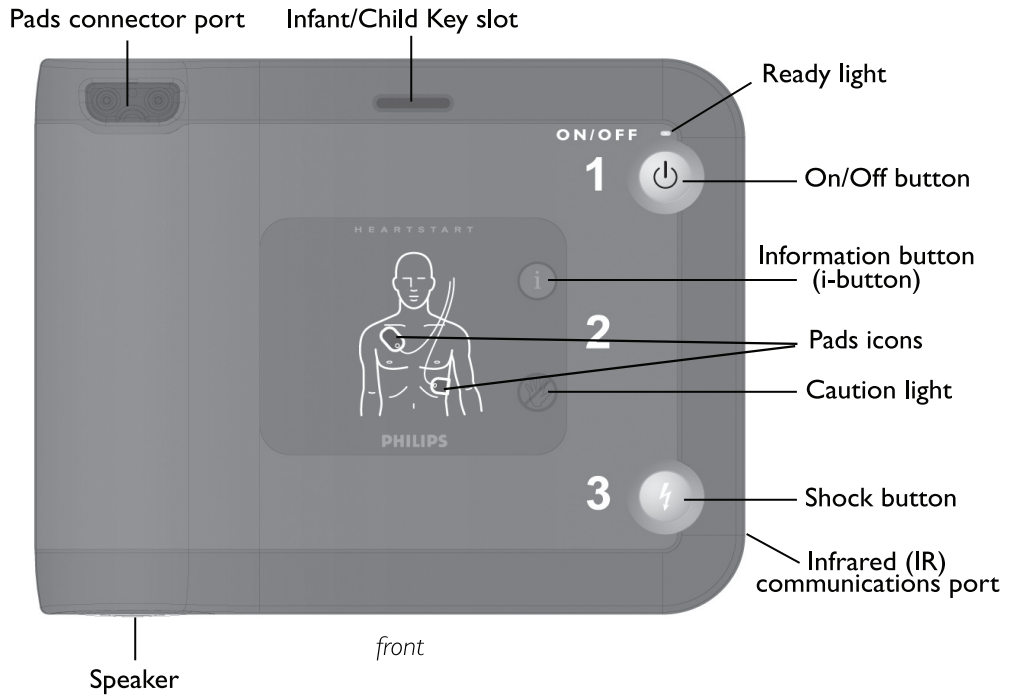 Pads connector port
Infant/Child Key slot
Ready light
ON/OFF
1
On/Off button
HEARTSTART
Information button
(i-button)
i
2
Pads icons
Caution light
PHILIPS
3
Shock button
Infrared (IR)
communications port
front
Speaker